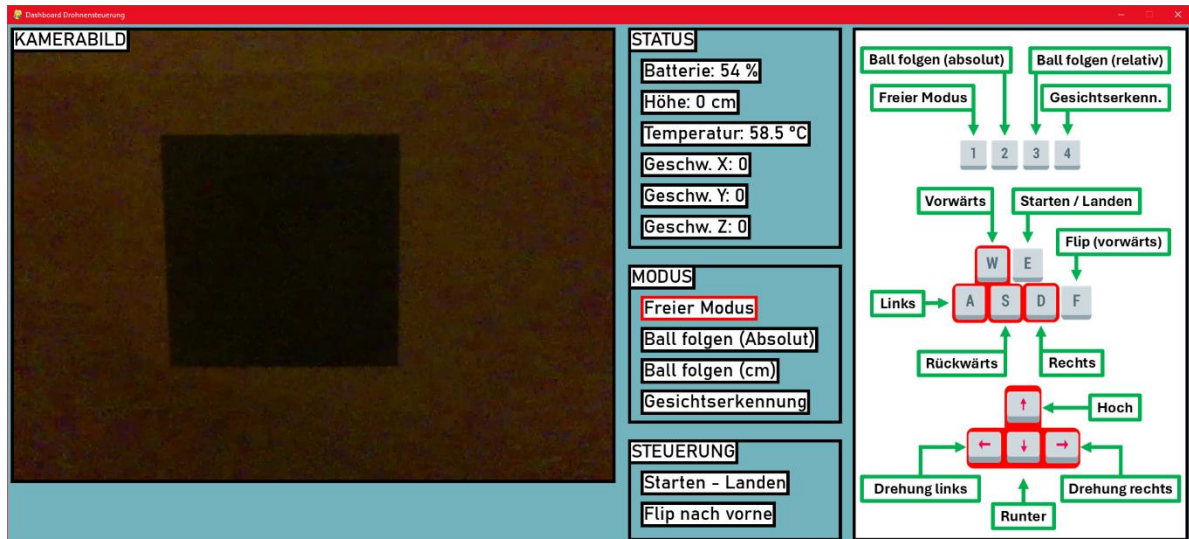 Dashboard Drohnensteuerung
KAMERABILD
STATUS
Batterie: 54 %
Höhe: 0 cm
Temperatur: 58.5 °C
Geschw. X: 0
Geschw. Y: 0
Geschw. Z: 0
MODUS
Freier Modus
Ball folgen (Absolut)
Ball folgen (cm)
Gesichtserkennung
STEUERUNG
Starten - Landen
Flip nach vorne
Ball folgen (absolut)
Ball folgen (relativ)
Freier Modus
Gesichtserkenn.
1 2 3 4
Vorwärts
Starten / Landen
Flip (vorwärts)
W E
Links
A S D F
Rückwärts
Rechts
↑
Hoch
← ↓ →
Drehung links
Drehung rechts
Runter